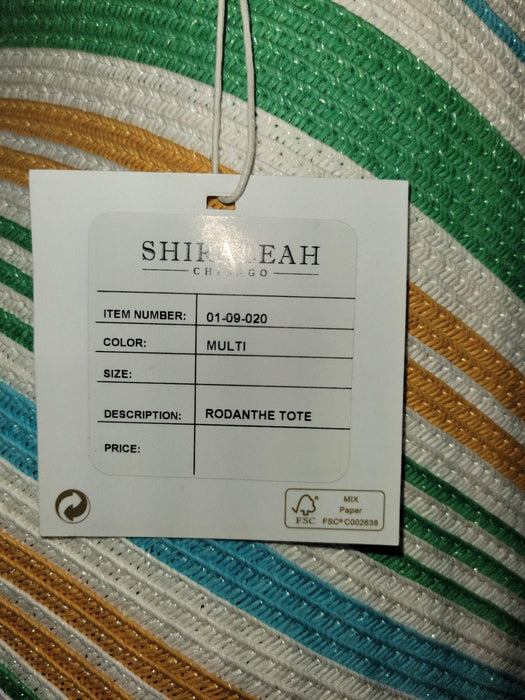 SHIRALEAH
CHICAGO
ITEM NUMBER: 01-09-020
COLOR: MULTI
SIZE:
DESCRIPTION: RODANTHE TOTE
PRICE:
MIX
Paper
FSC FSC® C002638